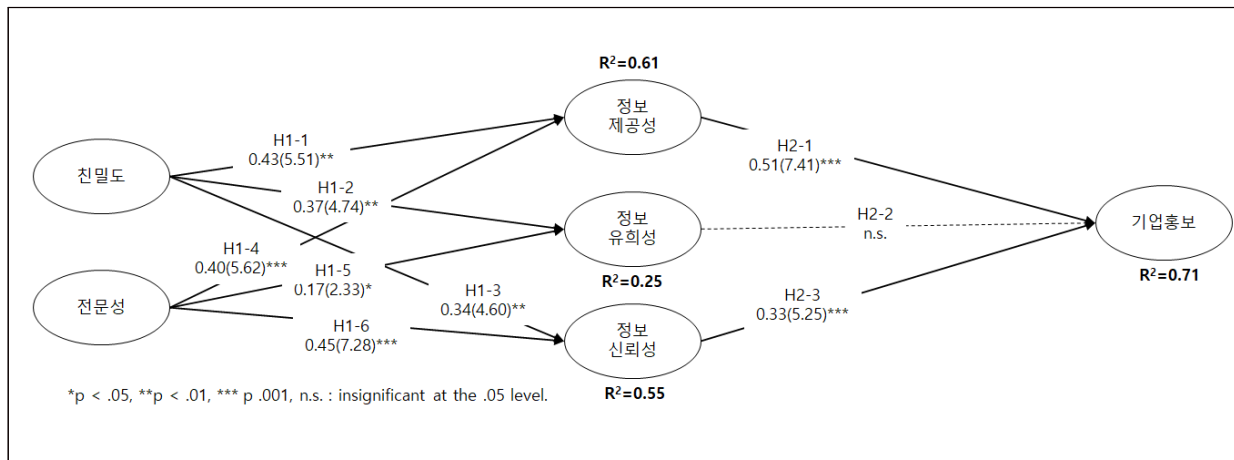 R²=0.61
정보
제공성
H1-1
0.43(5.51)**
H2-1
0.51(7.41)***
친밀도
H1-2
0.37(4.74)**
정보
유희성
H2-2
n.s.
기업홍보
R²=0.71
H1-4
0.40(5.62)***
H1-5
0.17(2.33)*
R²=0.25
전문성
H1-3
0.34(4.60)**
H2-3
0.33(5.25)***
H1-6
0.45(7.28)***
정보
신뢰성
R²=0.55
*p < .05, **p < .01, *** p .001, n.s. : insignificant at the .05 level.